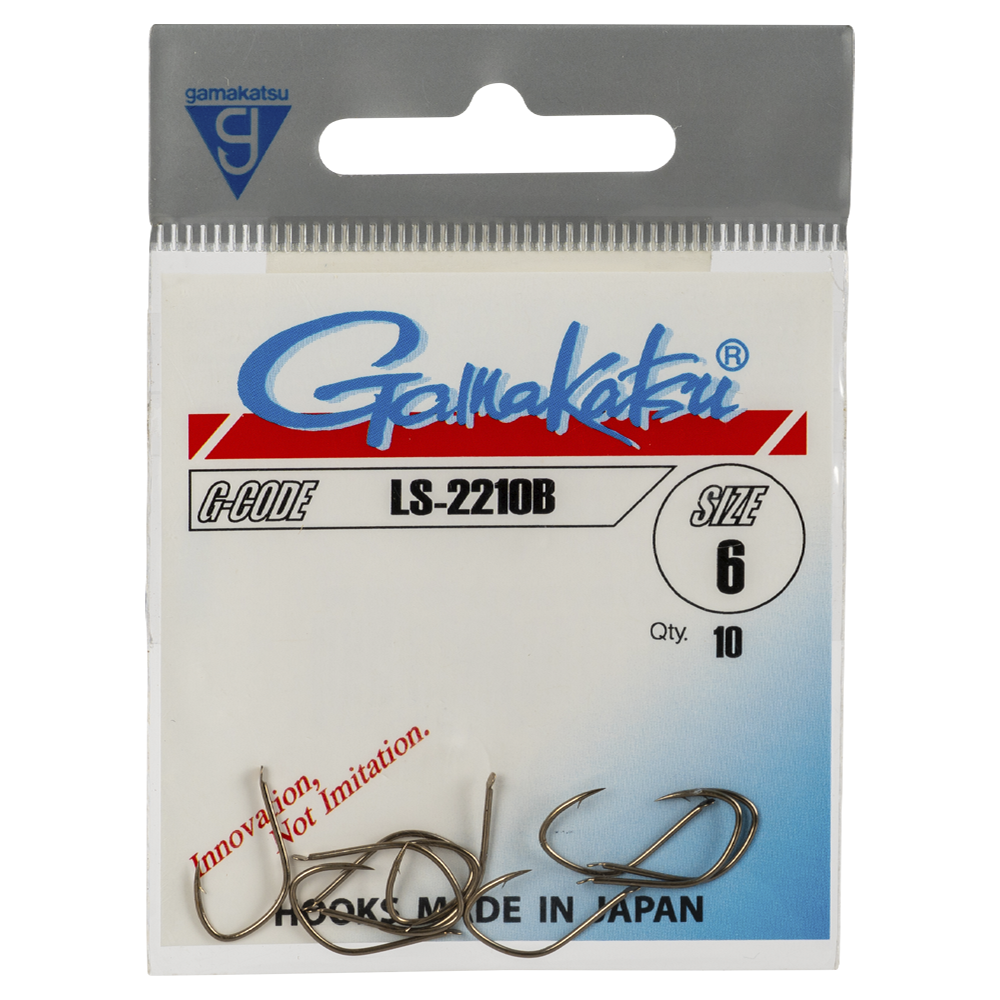 gamakatsu
Gamakatsu®
G-CODE LS-2210B
SIZE
6
Qty. 10
Innovation,
Not Imitation.
HOOKS MADE IN JAPAN